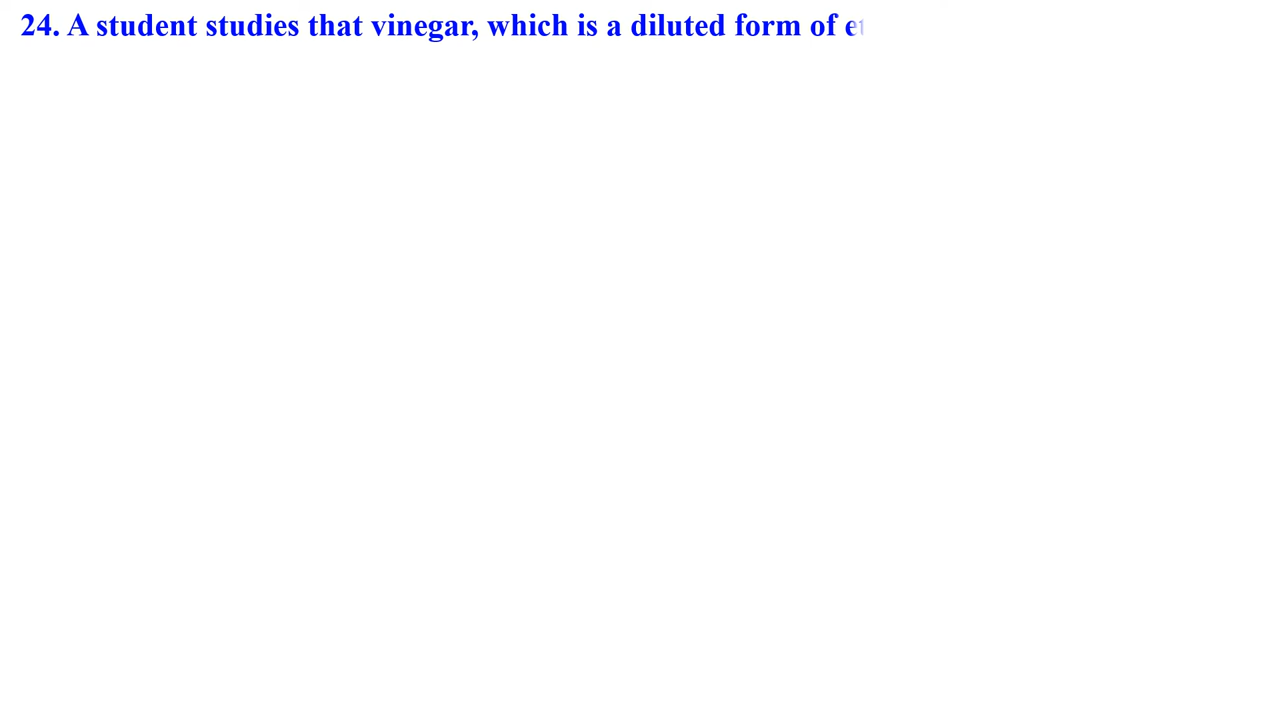 24. A student studies that vinegar, which is a diluted form of